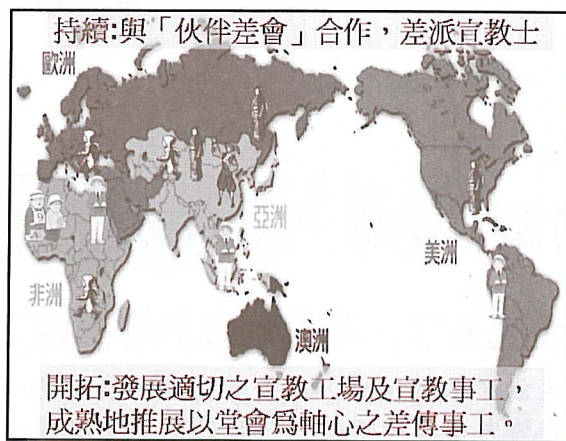 持續:與「伙伴差會」合作，差派宣教士
歐洲
亞洲
美洲
非洲
澳洲
開拓:發展適切之宣教工場及宣教事工，
成熟地推展以堂會為軸心之差傳事工。